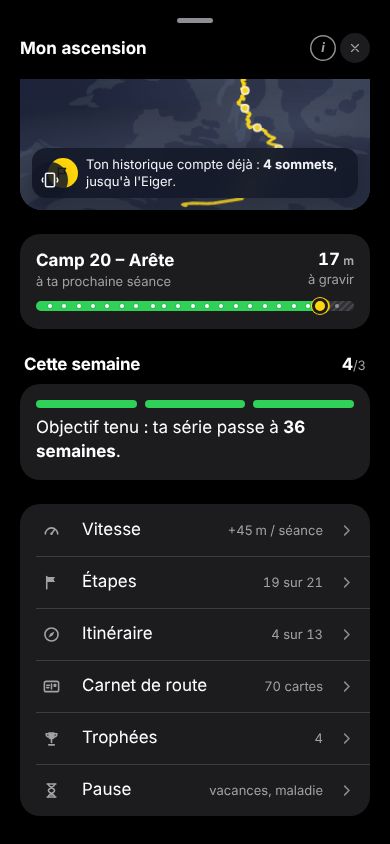 Mon ascension
Ton historique compte déjà : 4 sommets,
jusqu'à l'Eiger.
Camp 20 – Arête
17 m
à ta prochaine séance
à gravir
Cette semaine
4/3
Objectif tenu : ta série passe à 36
semaines.
Vitesse
+45 m / séance
Étapes
19 sur 21
Itinéraire
4 sur 13
Carnet de route
70 cartes
Trophées
4
Pause
vacances, maladie